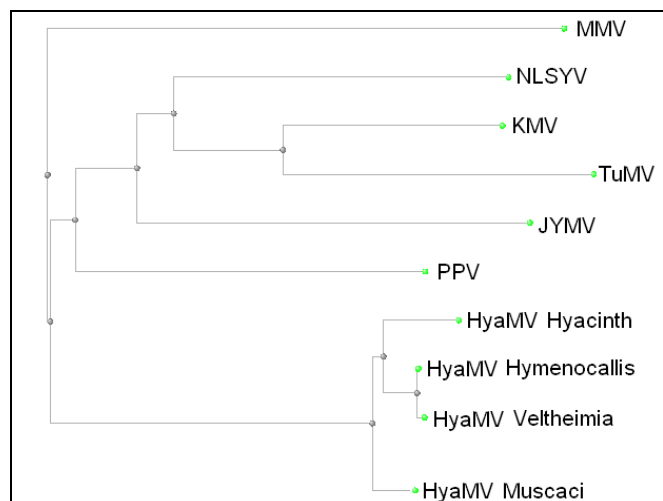 MMV
NLSYV
KMV
TuMV
JYMV
PPV
HyaMV Hyacinth
HyaMV Hymenocallis
HyaMV Veltheimia
HyaMV Muscaci